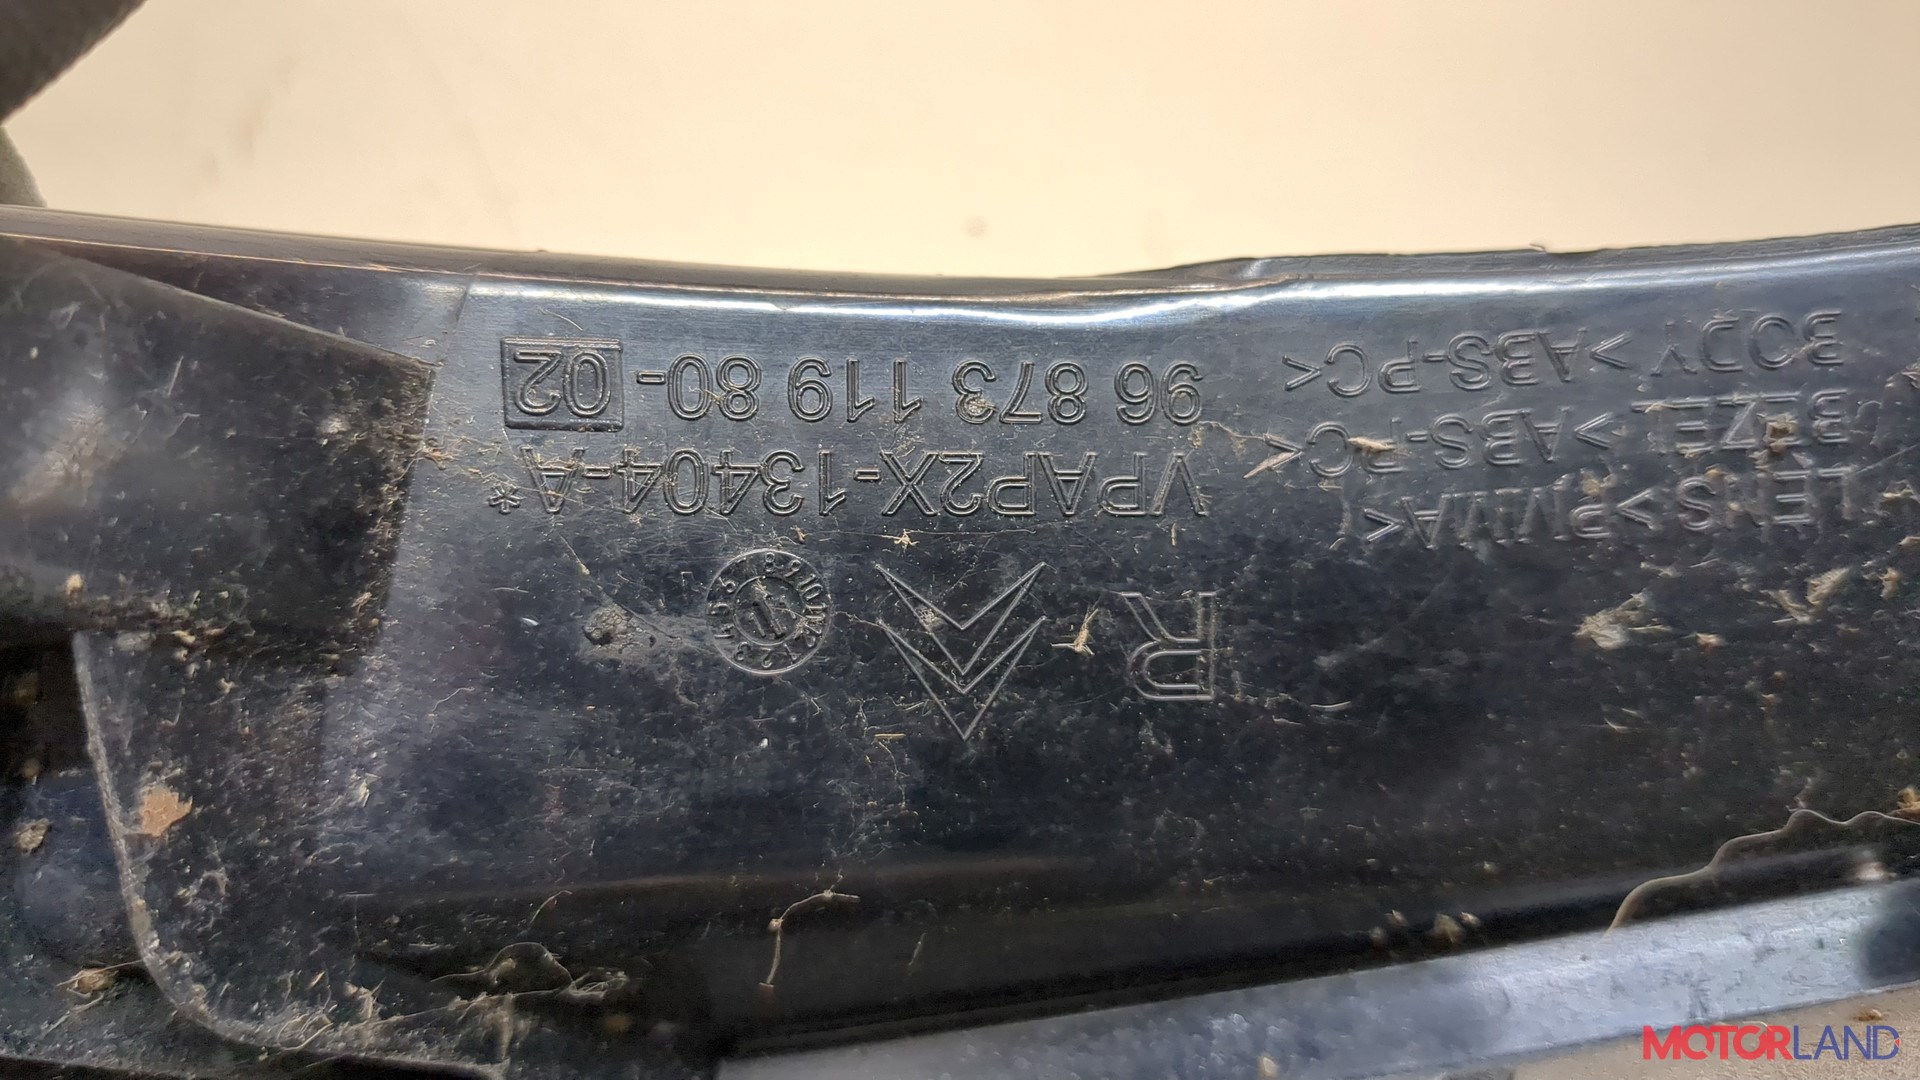 R
VPAP2X-13404-A*
96 873 119 80-02
LENS >PMMA<
BEZEL >ABS-PC<
BODY >ABS-PC<
MOTORLAND